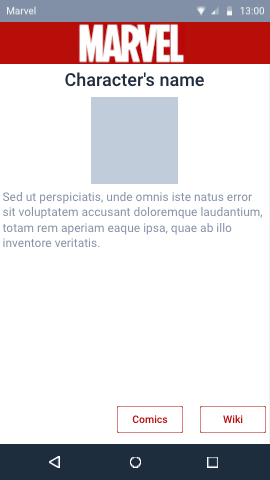 Marvel 13:00
MARVEL
Character's name
Sed ut perspiciatis, unde omnis iste natus error
sit voluptatem accusant doloremque laudantium,
totam rem aperiam eaque ipsa, quae ab illo
inventore veritatis.
Comics Wiki